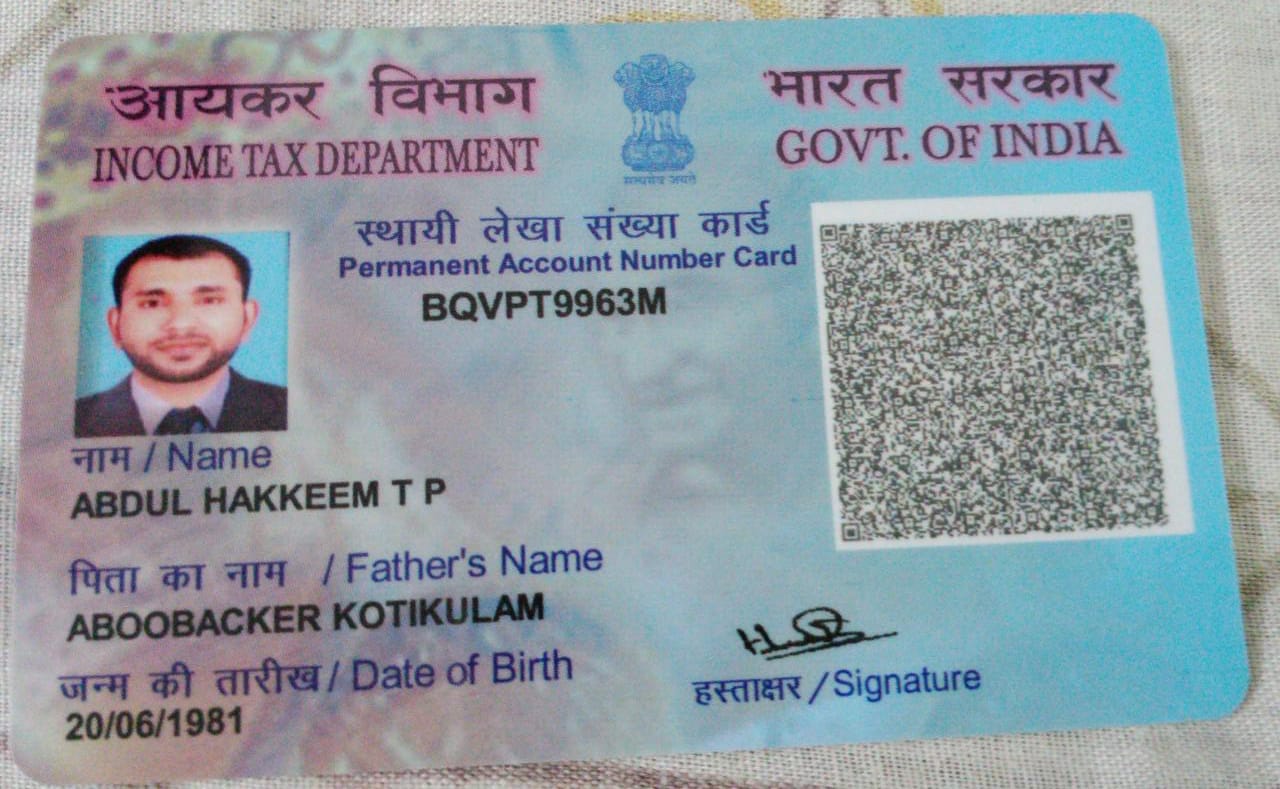 आयकर विभाग
INCOME TAX DEPARTMENT
सत्यमेव जयते
भारत सरकार
GOVT. OF INDIA
स्थायी लेखा संख्या कार्ड
Permanent Account Number Card
BQVPT9963M
नाम / Name
ABDUL HAKKEEM T P
पिता का नाम / Father's Name
ABOOBACKER KOTIKULAM
जन्म की तारीख / Date of Birth
20/06/1981
हस्ताक्षर / Signature